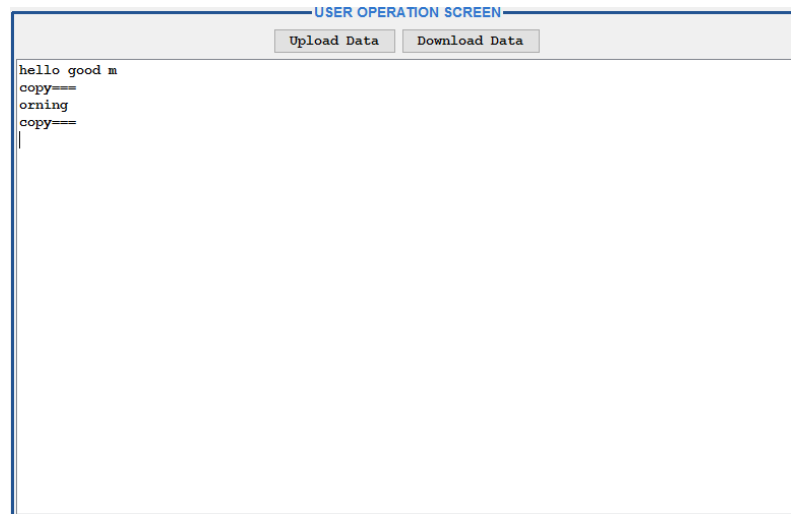 USER OPERATION SCREEN
Upload Data Download Data
hello good m
copy===
orning
copy===